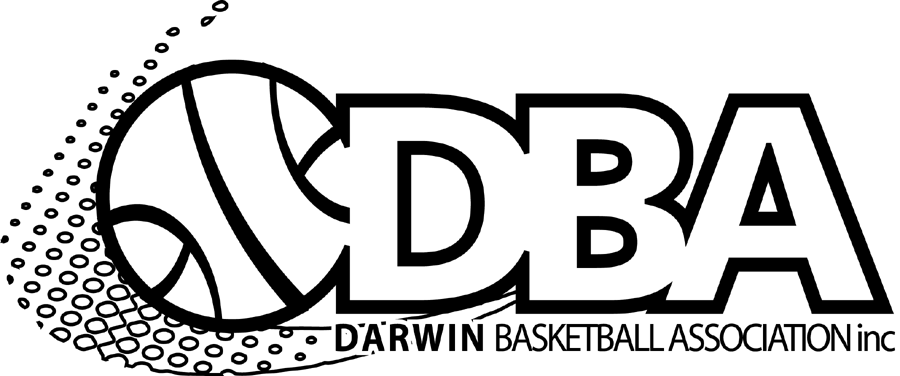 DBA
DARWIN BASKETBALL ASSOCIATION inc